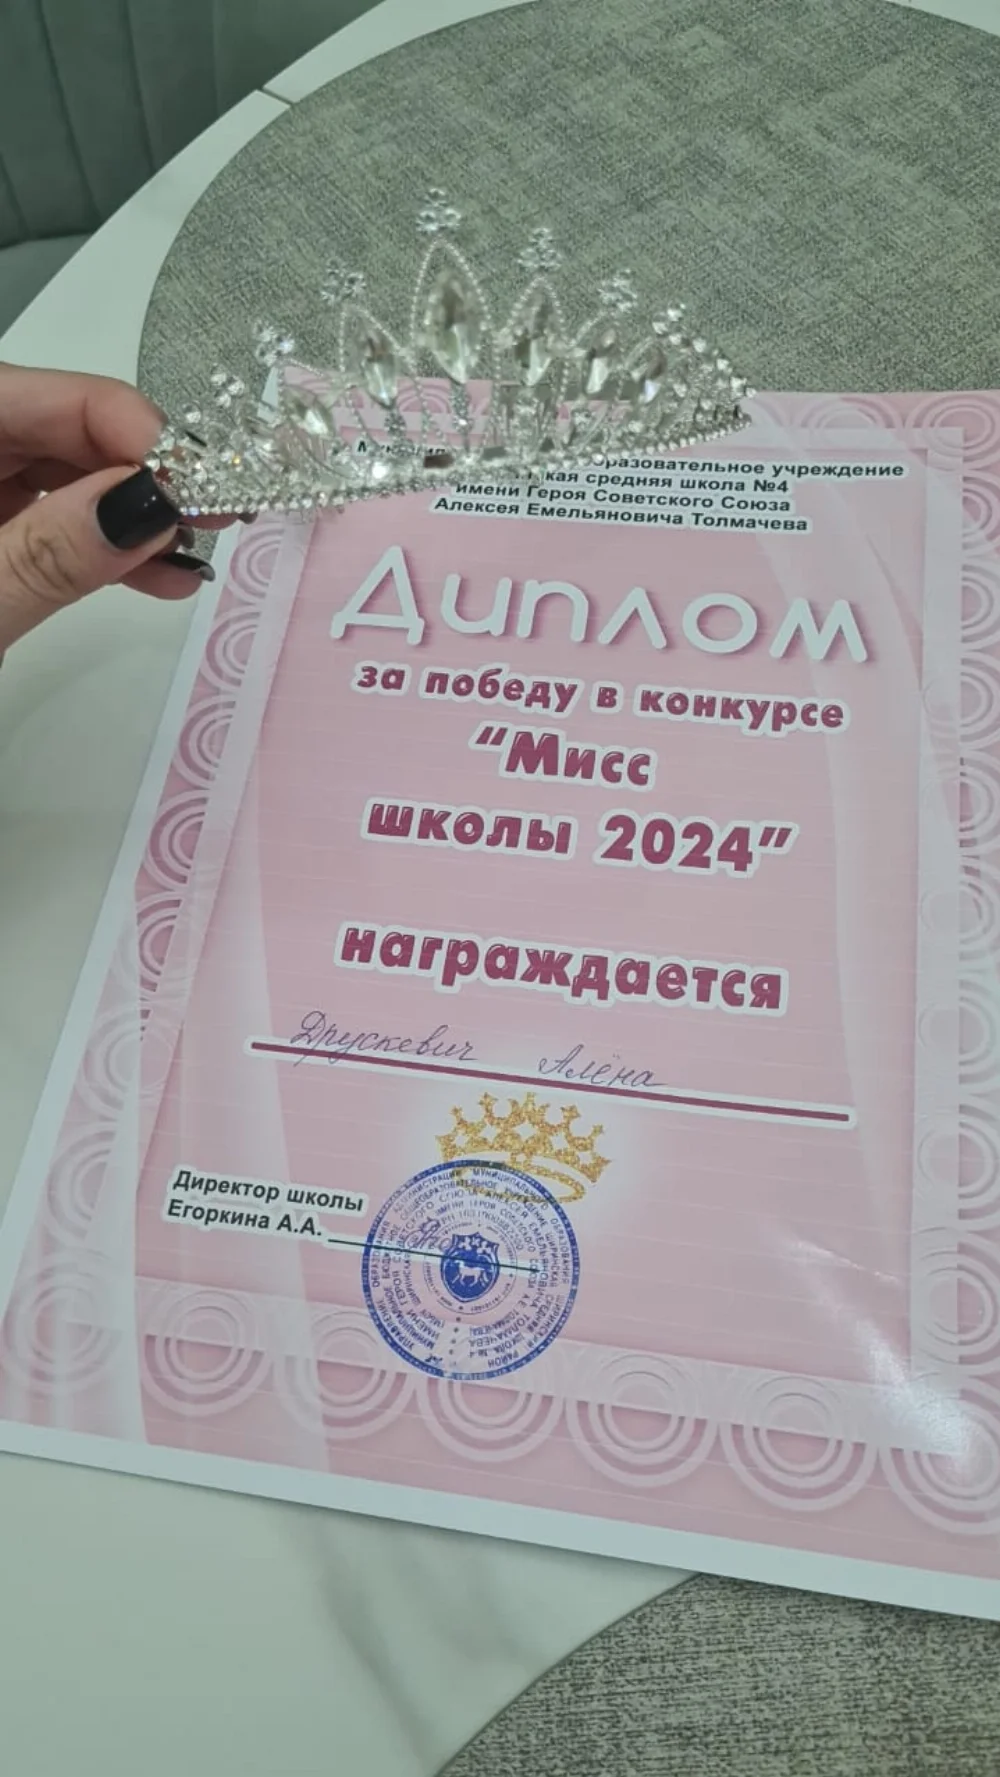 разовательное учреждение
кая средняя школа №4
имени Героя Советского Союза
Алексея Емельяновича Толмачева
Диплом
за победу в конкурсе
“Мисс
школы 2024”
награждается
Друскевич Алёна
Директор школы
Егоркина А.А.